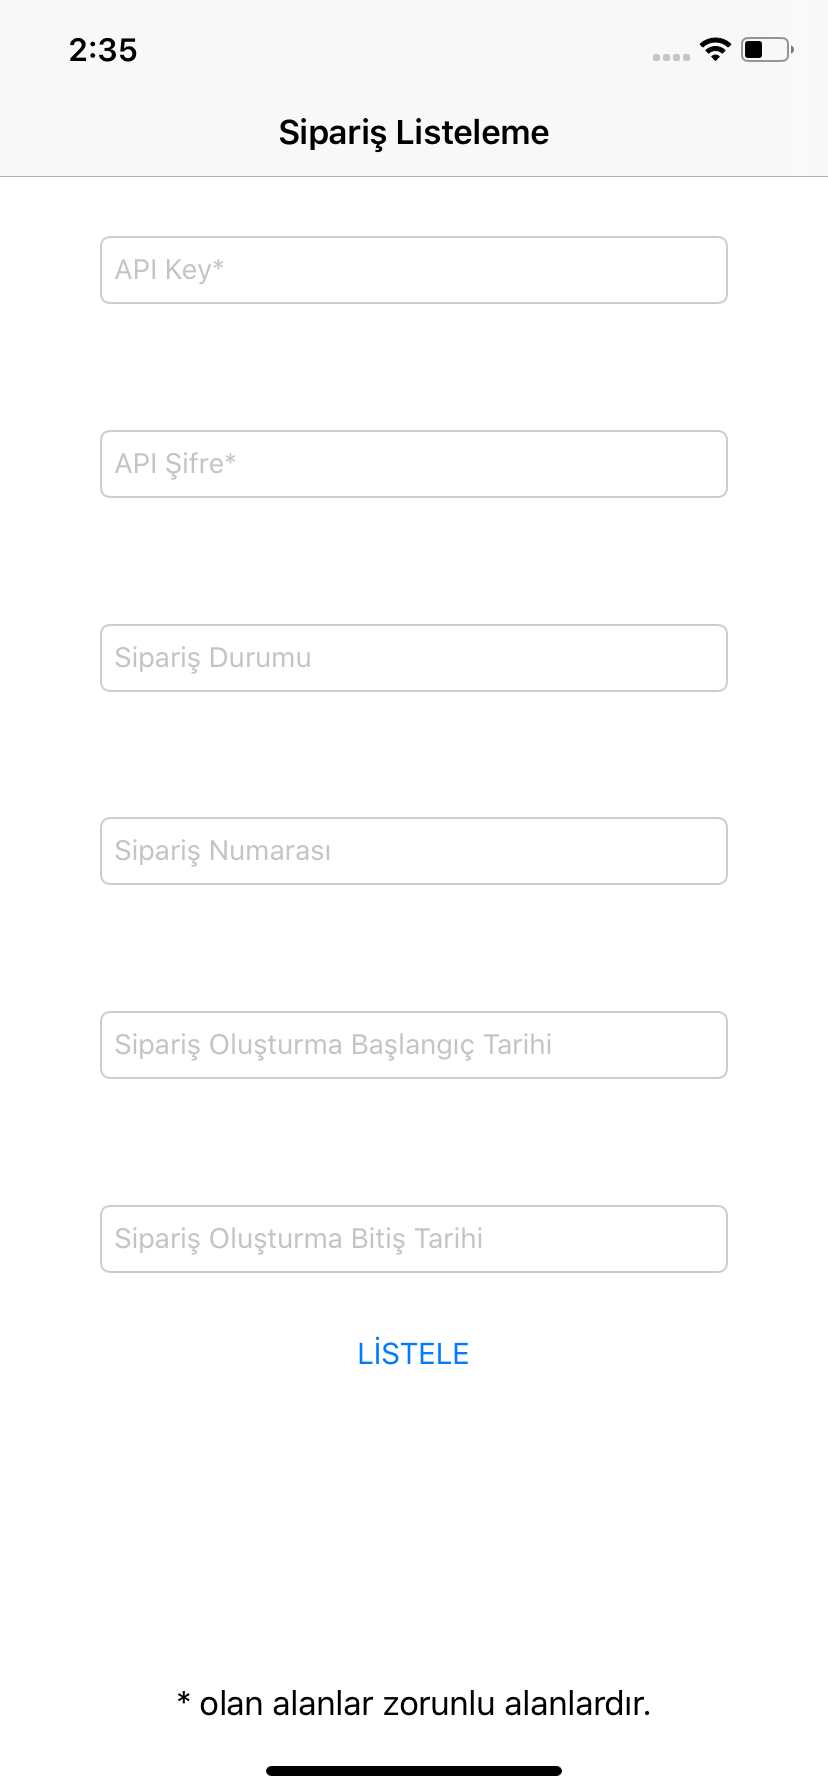 2:35
Sipariş Listeleme
API Key*
API Şifre*
Sipariş Durumu
Sipariş Numarası
Sipariş Oluşturma Başlangıç Tarihi
Sipariş Oluşturma Bitiş Tarihi
LİSTELE
* olan alanlar zorunlu alanlardır.